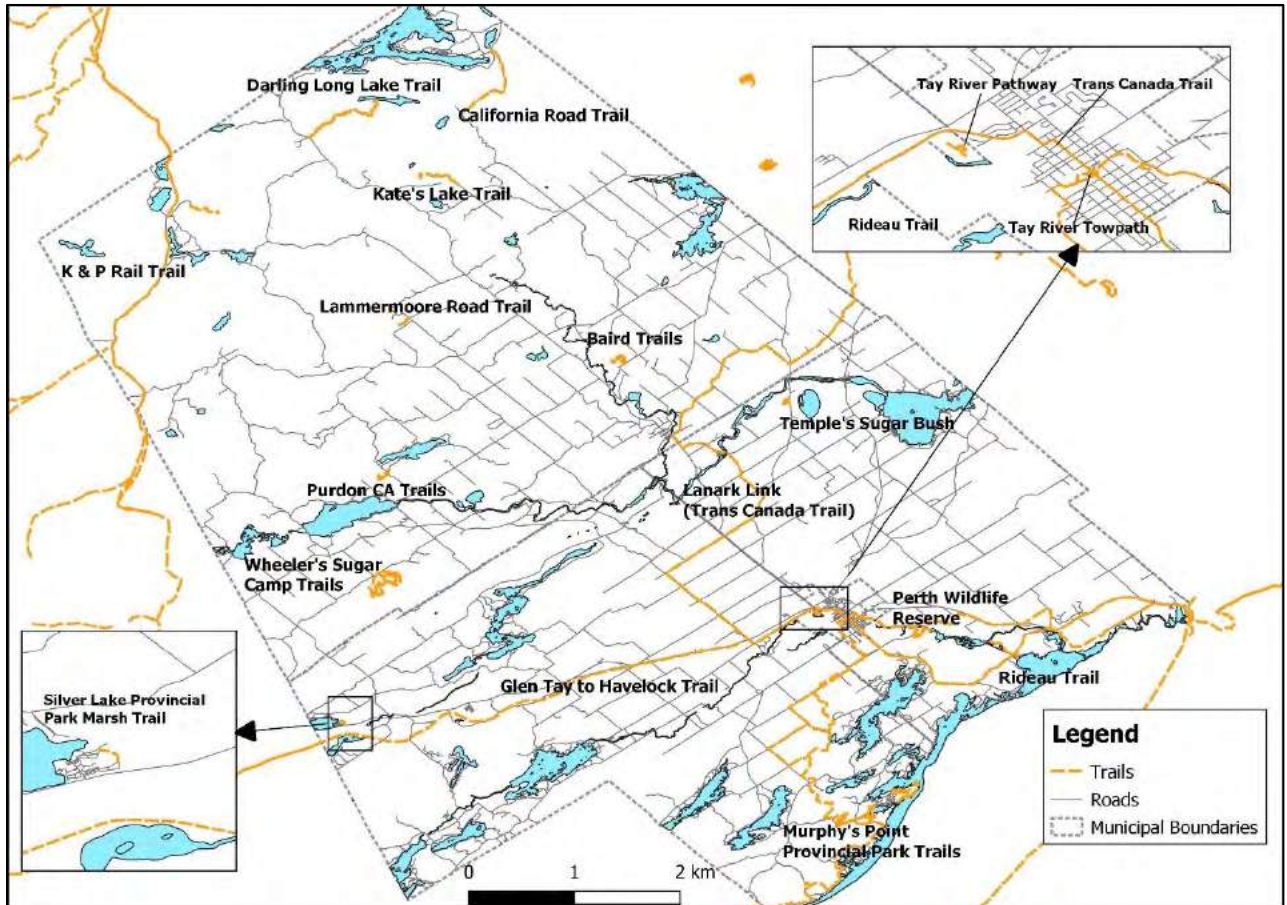 Darling Long Lake Trail
California Road Trail
Kate's Lake Trail
K & P Rail Trail
Lammermoore Road Trail
Baird Trails
Temple's Sugar Bush
Purdon CA Trails
Lanark Link
(Trans Canada Trail)
Wheeler's Sugar
Camp Trails
Perth Wildlife
Reserve
Glen Tay to Havelock Trail
Rideau Trail
Murphy's Point
Provincial Park Trails
Tay River Pathway
Trans Canada Trail
Rideau Trail
Tay River Towpath
Silver Lake Provincial
Park Marsh Trail
Legend
Trails
Roads
Municipal Boundaries
0 1 2 km